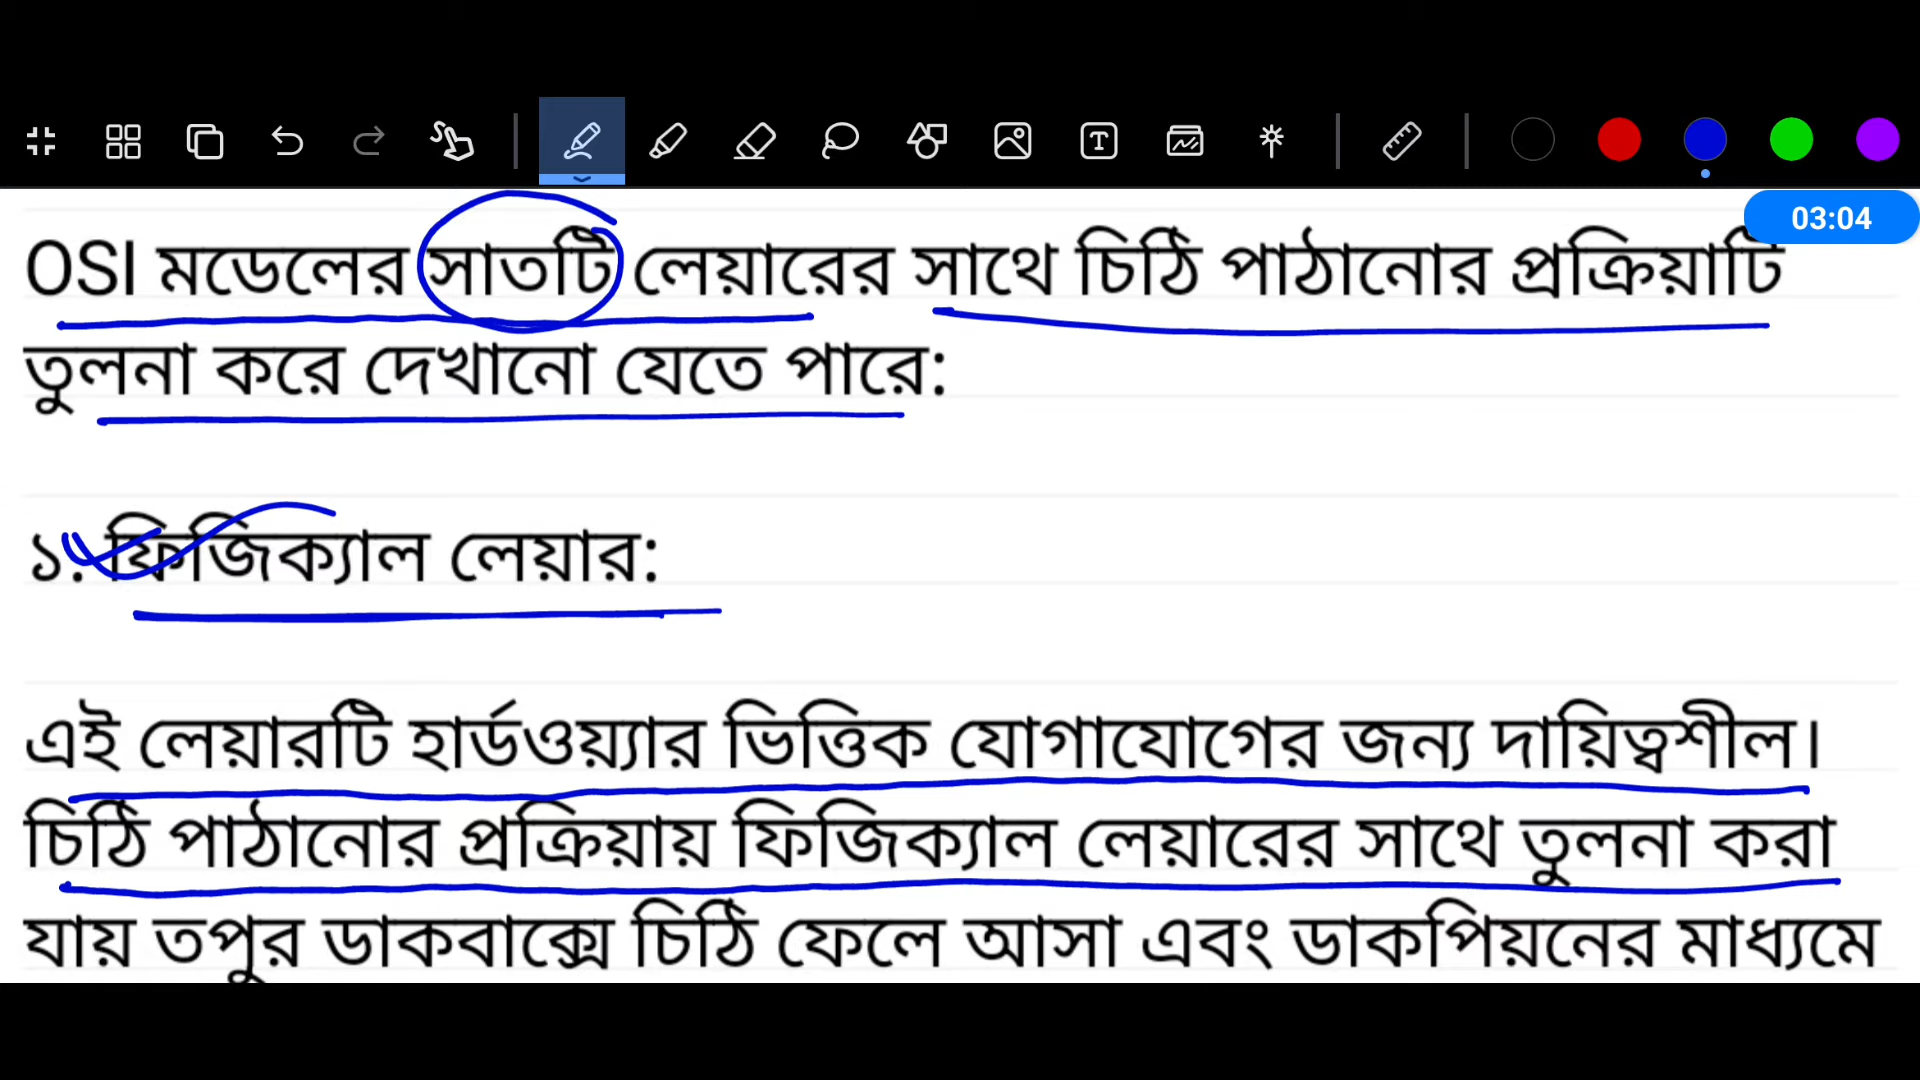 03:04
OSI মডেলের সাতটি লেয়ারের সাথে চিঠি পাঠানোর প্রক্রিয়াটি
তুলনা করে দেখানো যেতে পারে:
১. ফিজিক্যাল লেয়ার:
এই লেয়ারটি হার্ডওয়্যার ভিত্তিক যোগাযোগের জন্য দায়িত্বশীল।
চিঠি পাঠানোর প্রক্রিয়ায় ফিজিক্যাল লেয়ারের সাথে তুলনা করা
যায় তপুর ডাকবাক্সে চিঠি ফেলে আসা এবং ডাকপিয়নের মাধ্যমে